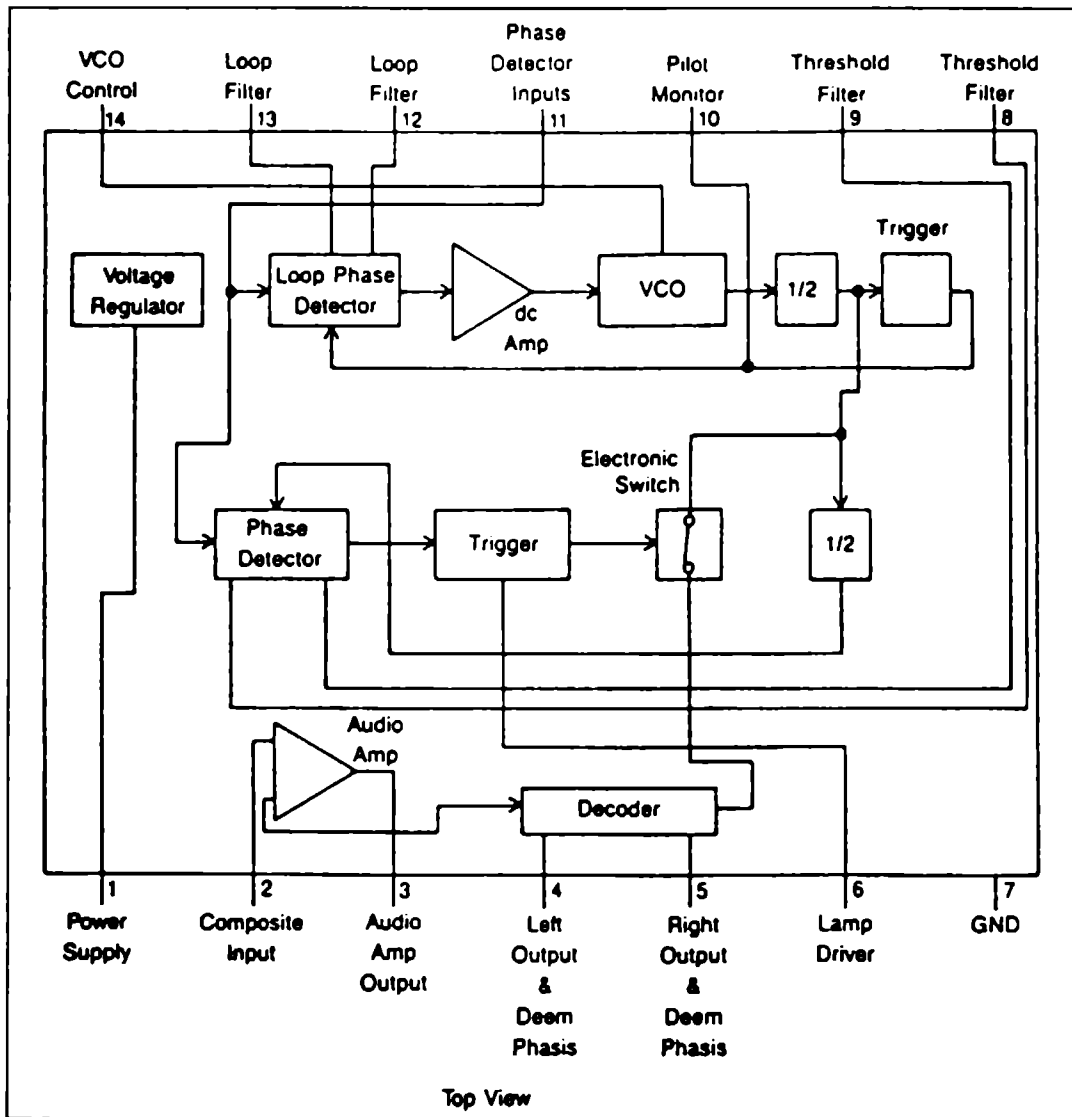 VCO
Control
Loop
Filter
Loop
Filter
Phase
Detector
Inputs
Pilot
Monitor
Threshold
Filter
Threshold
Filter
14
13
12
11
10
9
8
Trigger
Voltage
Regulator
Loop Phase
Detector
dc
Amp
VCO
1/2
Electronic
Switch
Phase
Detector
Trigger
1/2
Audio
Amp
Decoder
1
2
3
4
5
6
7
Power
Supply
Composite
Input
Audio
Amp
Output
Left
Output
&
Deem
Phasis
Right
Output
&
Deem
Phasis
Lamp
Driver
GND
Top View